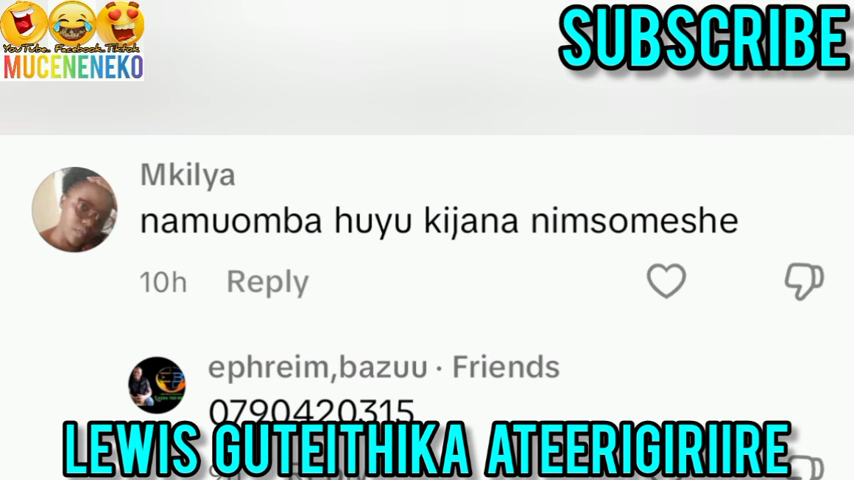 YouTube. Facebook.Tiktok
MUCENENEKO
SUBSCRIBE
Mkilya
namuomba huyu kijana nimsomeshe
10h Reply
ephreim,bazuu · Friends
0790420315
LEWIS GUTEITHIKA ATEERIGIRIIRE